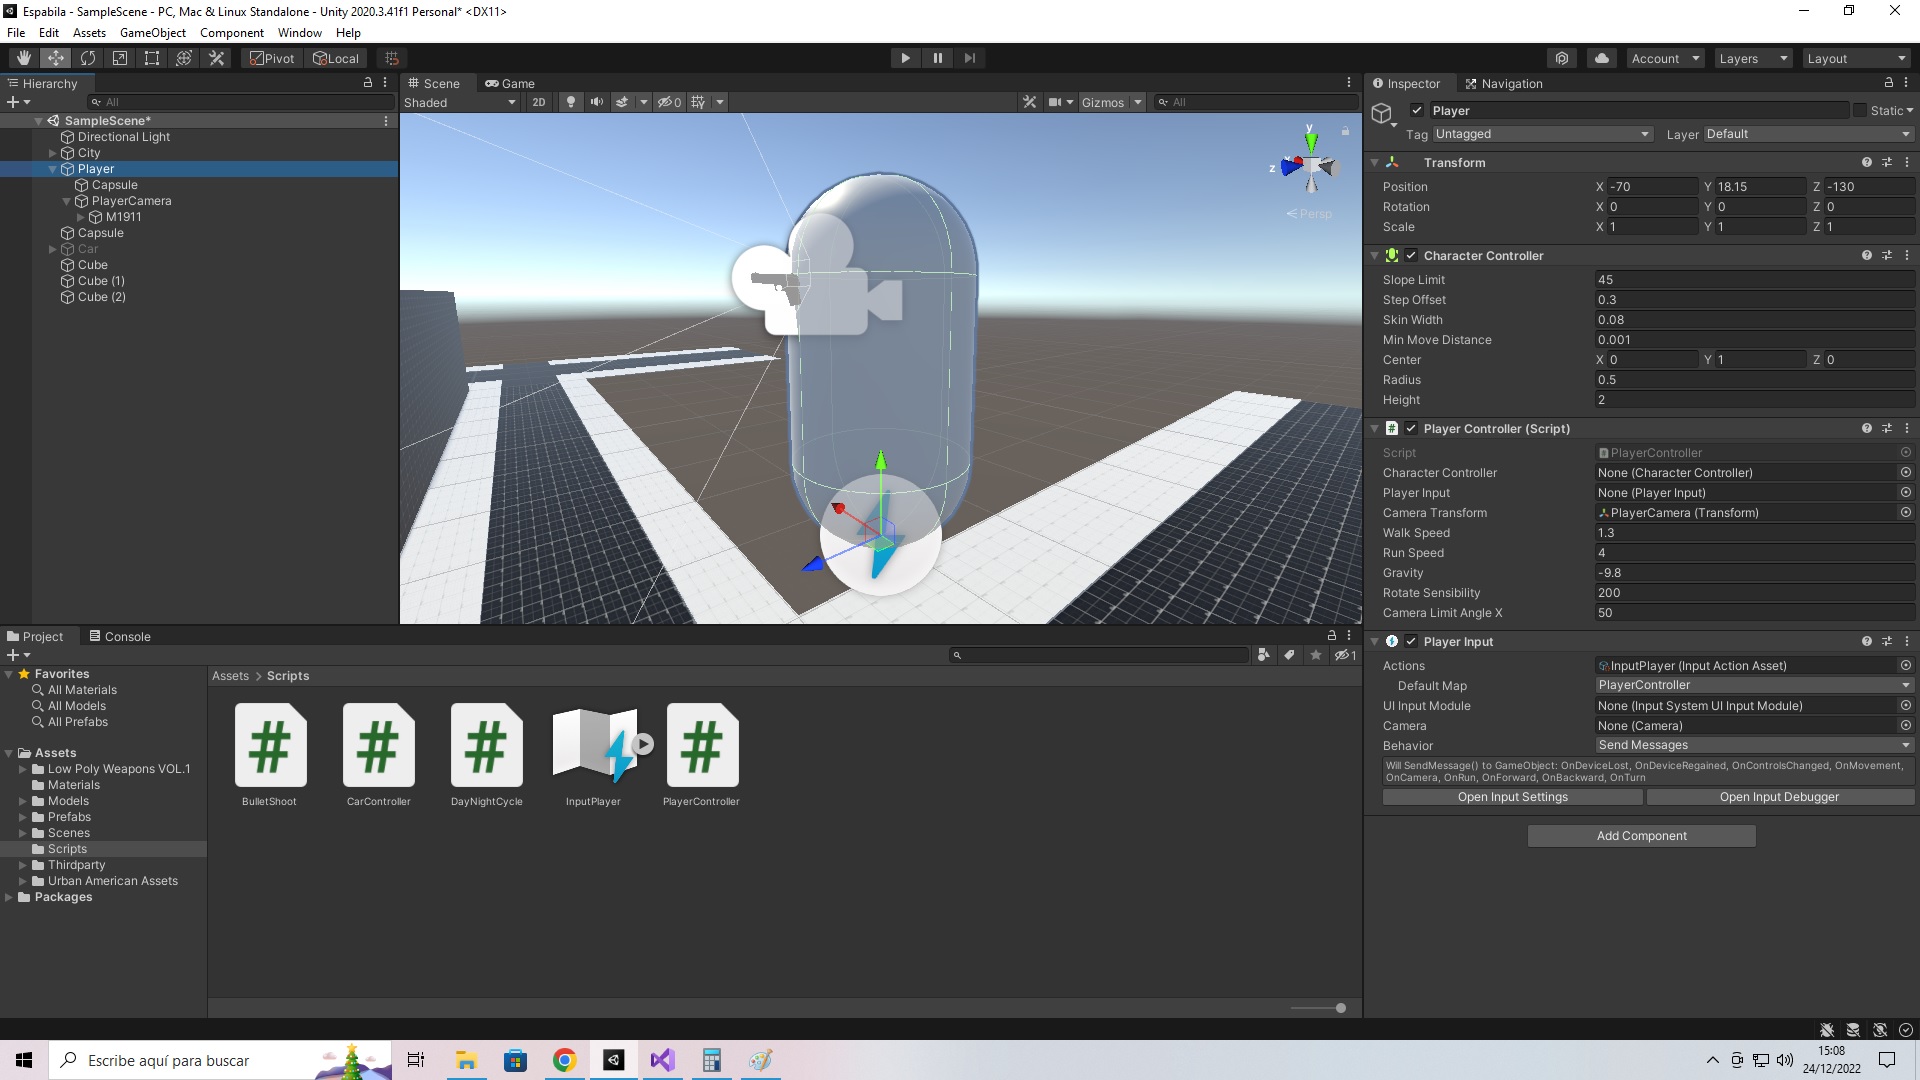 Espabila - SampleScene - PC, Mac & Linux Standalone - Unity 2020.3.41f1 Personal* <DX11>
File Edit Assets GameObject Component Window Help
Pivot Local Account Layers Layout
Hierarchy
All
SampleScene*
Directional Light
City
Player
Capsule
PlayerCamera
M1911
Capsule
Car
Cube
Cube (1)
Cube (2)
Scene Game
Shaded 2D 0 Gizmos All
y
z
Persp
Inspector Navigation
Player Static
Tag Untagged Layer Default
Transform
Position X -70 Y 18.15 Z -130
Rotation X 0 Y 0 Z 0
Scale X 1 Y 1 Z 1
Character Controller
Slope Limit 45
Step Offset 0.3
Skin Width 0.08
Min Move Distance 0.001
Center X 0 Y 1 Z 0
Radius 0.5
Height 2
Player Controller (Script)
Script PlayerController
Character Controller None (Character Controller)
Player Input None (Player Input)
Camera Transform PlayerCamera (Transform)
Walk Speed 1.3
Run Speed 4
Gravity -9.8
Rotate Sensibility 200
Camera Limit Angle X 50
Player Input
Actions InputPlayer (Input Action Asset)
Default Map PlayerController
UI Input Module None (Input System UI Input Module)
Camera None (Camera)
Behavior Send Messages
Will SendMessage() to GameObject: OnDeviceLost, OnDeviceRegained, OnControlsChanged, OnMovement,
OnCamera, OnRun, OnForward, OnBackward, OnTurn
Open Input Settings Open Input Debugger
Add Component
Project Console
1
Favorites
All Materials
All Models
All Prefabs
Assets
Low Poly Weapons VOL.1
Materials
Models
Prefabs
Scenes
Scripts
Thirdparty
Urban American Assets
Packages
Assets > Scripts
BulletShoot CarController DayNightCycle InputPlayer PlayerController
Escribe aquí para buscar
15:08
24/12/2022